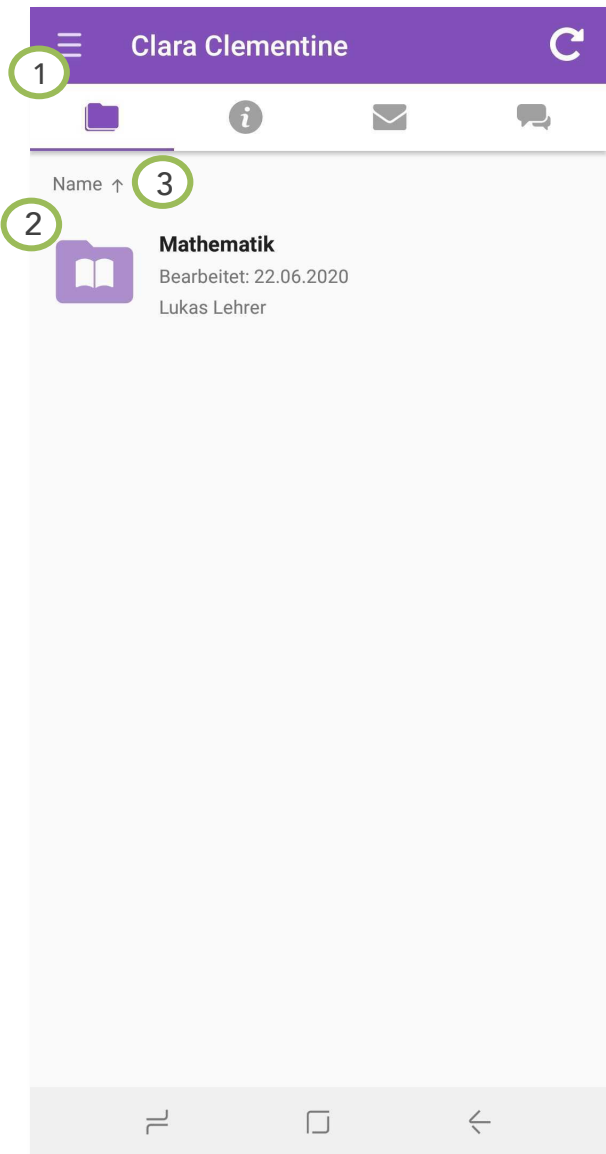 Clara Clementine
1
Name ↑ 3
2
Mathematik
Bearbeitet: 22.06.2020
Lukas Lehrer